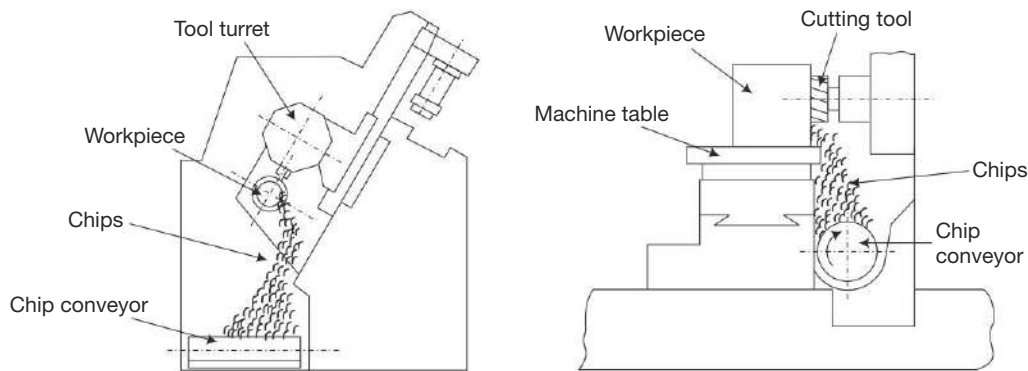 Tool turret
Workpiece
Chips
Chip conveyor
Cutting tool
Workpiece
Machine table
Chips
Chip
conveyor